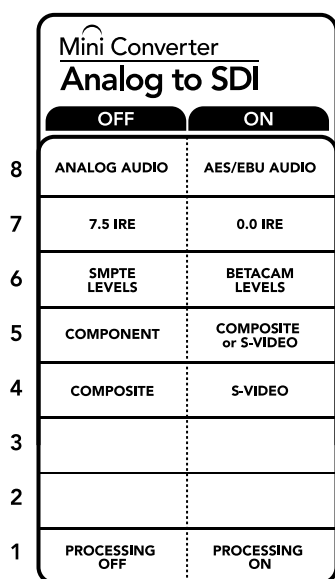 Mini Converter
Analog to SDI
OFF ON
8 ANALOG AUDIO AES/EBU AUDIO
7 7.5 IRE 0.0 IRE
6 SMPTE LEVELS BETACAM LEVELS
5 COMPONENT COMPOSITE or S-VIDEO
4 COMPOSITE S-VIDEO
3
2
1 PROCESSING OFF PROCESSING ON